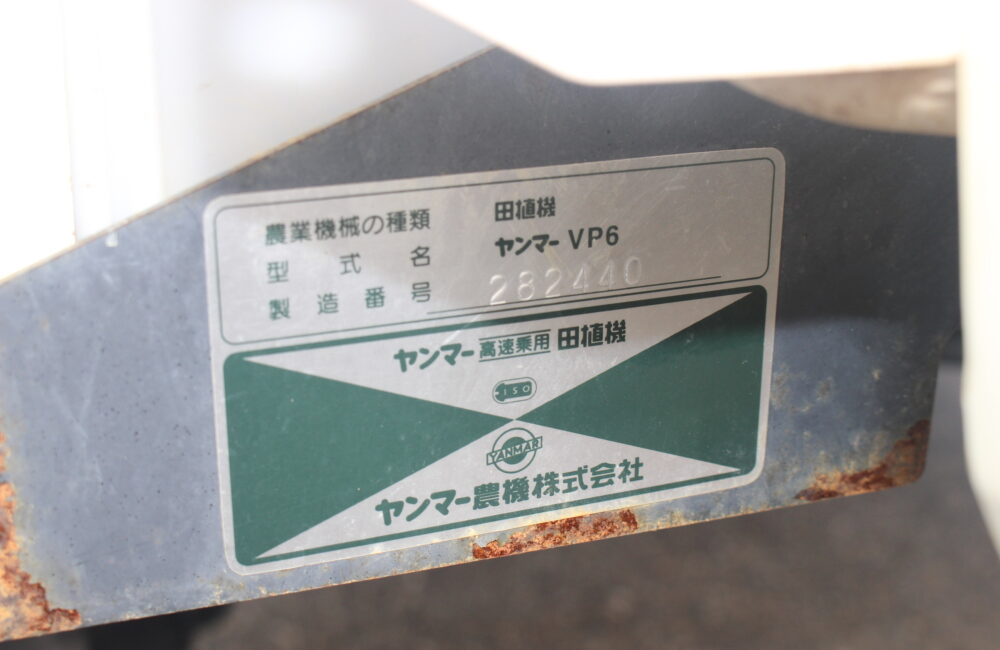 農業機械の種類 田植機
型式名 ヤンマー VP6
製造番号 282440
ヤンマー 高速乗用 田植機
ISO
YANMAR
ヤンマー農機株式会社